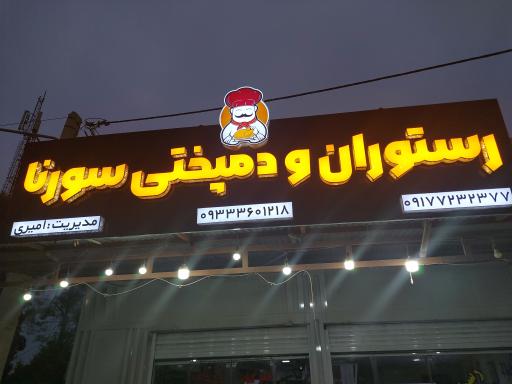 رستوران و دمپختی سورنا
۰۹۱۷۷۲۳۲۳۷۷
۰۹۳۳۳۶۰۱۲۱۸
مدیریت: امیری